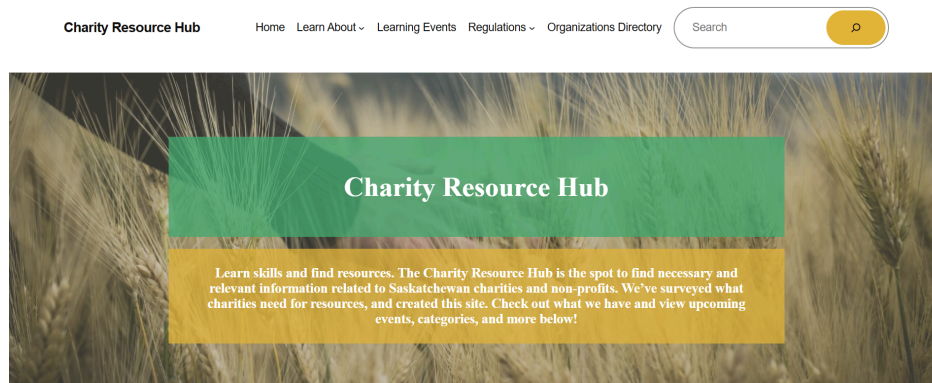 Charity Resource Hub Home Learn About Learning Events Regulations Organizations Directory Search
Charity Resource Hub
Learn skills and find resources. The Charity Resource Hub is the spot to find necessary and
relevant information related to Saskatchewan charities and non-profits. We've surveyed what
charities need for resources, and created this site. Check out what we have and view upcoming
events, categories, and more below!